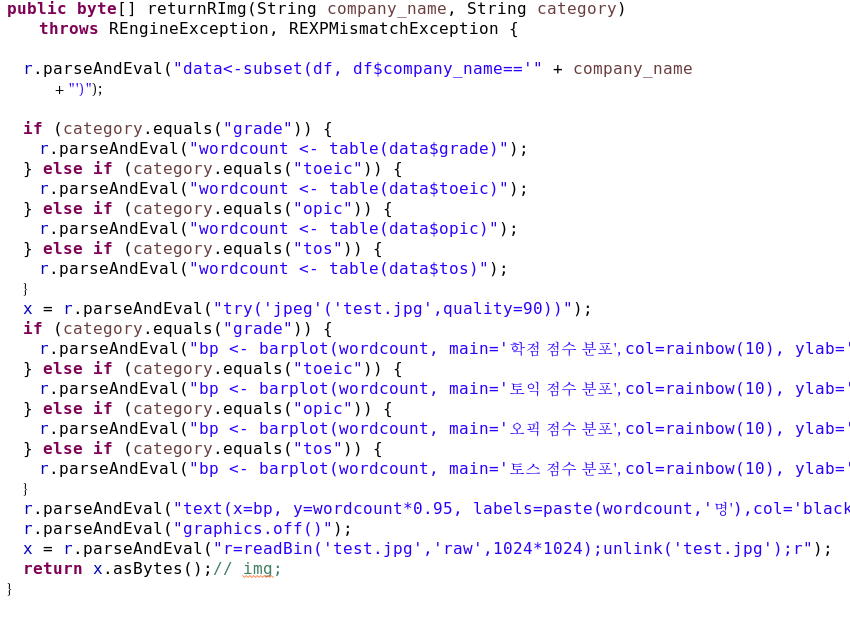 public byte[] returnRImg(String company_name, String category)
throws REngineException, REXPMismatchException {
r.parseAndEval("data<-subset(df, df$company_name=='" + company_name
+ "')");
if (category.equals("grade")) {
r.parseAndEval("wordcount <- table(data$grade)");
} else if (category.equals("toeic")) {
r.parseAndEval("wordcount <- table(data$toeic)");
} else if (category.equals("opic")) {
r.parseAndEval("wordcount <- table(data$opic)");
} else if (category.equals("tos")) {
r.parseAndEval("wordcount <- table(data$tos)");
}
x = r.parseAndEval("try('jpeg'('test.jpg',quality=90))");
if (category.equals("grade")) {
r.parseAndEval("bp <- barplot(wordcount, main='학점 점수 분포',col=rainbow(10), ylab='
} else if (category.equals("toeic")) {
r.parseAndEval("bp <- barplot(wordcount, main='토익 점수 분포',col=rainbow(10), ylab='
} else if (category.equals("opic")) {
r.parseAndEval("bp <- barplot(wordcount, main='오픽 점수 분포',col=rainbow(10), ylab='
} else if (category.equals("tos")) {
r.parseAndEval("bp <- barplot(wordcount, main='토스 점수 분포',col=rainbow(10), ylab='
}
r.parseAndEval("text(x=bp, y=wordcount*0.95, labels=paste(wordcount,'명'),col='black
r.parseAndEval("graphics.off()");
x = r.parseAndEval("r=readBin('test.jpg','raw',1024*1024);unlink('test.jpg');r");
return x.asBytes();// img;
}